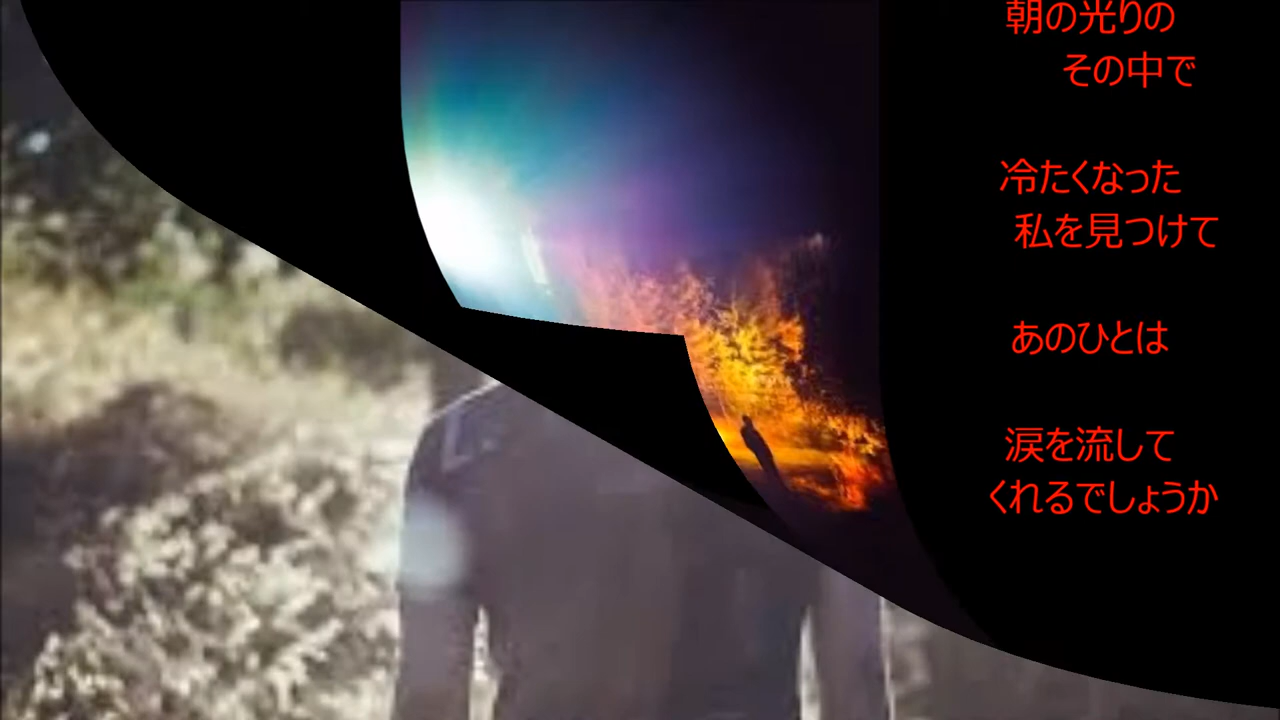 朝の光りの
その中で
冷たくなった
私を見つけて
あのひとは
涙を流して
くれるでしょうか